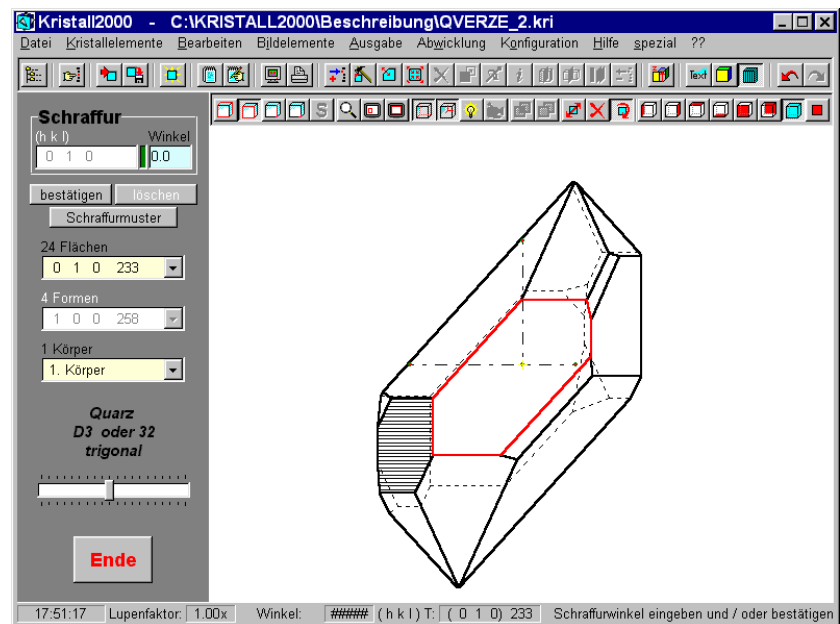 Kristall2000 - C:\KRISTALL2000\Beschreibung\QVERZE_2.kri
Datei Kristallelemente Bearbeiten Bildelemente Ausgabe Abwicklung Konfiguration Hilfe spezial ??
Text
S
Schraffur
(h k l) Winkel
0 1 0 0.0
bestätigen löschen
Schraffurmuster
24 Flächen
0 1 0 233
4 Formen
1 0 0 258
1 Körper
1. Körper
Quarz
D3 oder 32
trigonal
Ende
17:51:17 Lupenfaktor: 1.00x Winkel: ##### ( h k l ) T: ( 0 1 0) 233 Schraffurwinkel eingeben und / oder bestätigen